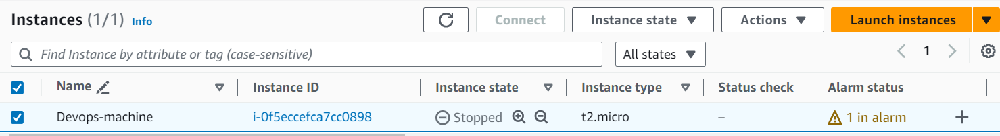 Instances (1/1) Info Connect Instance state Actions Launch instances
Find Instance by attribute or tag (case-sensitive) All states 1
Name Instance ID Instance state Instance type Status check Alarm status
Devops-machine i-0f5eccefca7cc0898 Stopped t2.micro – 1 in alarm